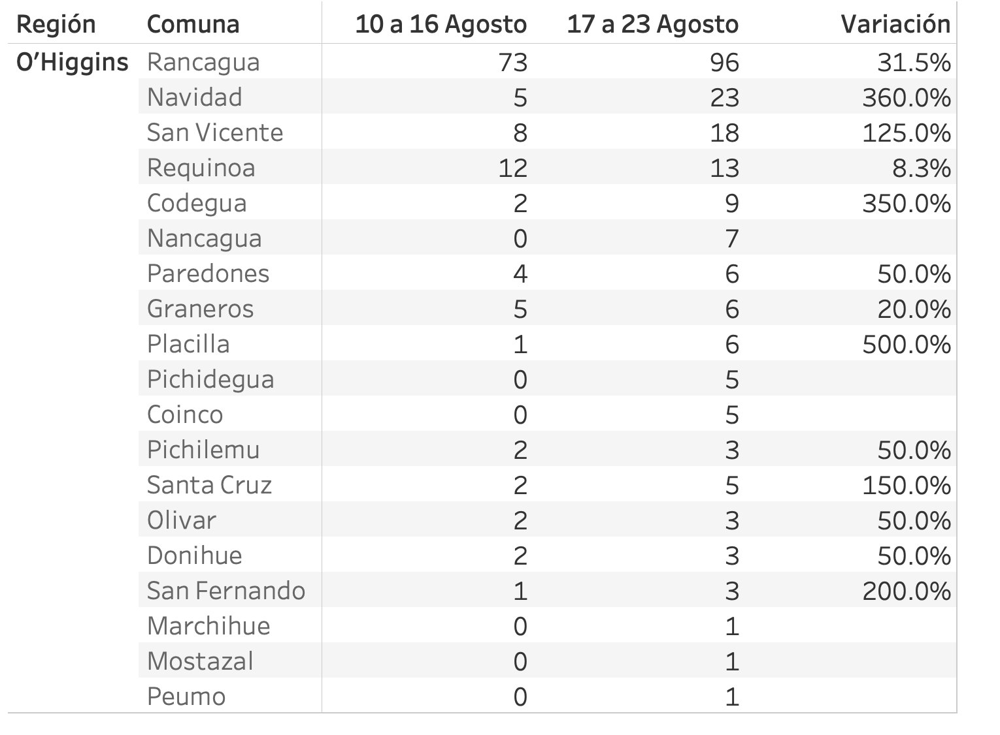 Región Comuna 10 a 16 Agosto 17 a 23 Agosto Variación
O’Higgins Rancagua 73 96 31.5%
Navidad 5 23 360.0%
San Vicente 8 18 125.0%
Requinoa 12 13 8.3%
Codegua 2 9 350.0%
Nancagua 0 7
Paredones 4 6 50.0%
Graneros 5 6 20.0%
Placilla 1 6 500.0%
Pichidegua 0 5
Coinco 0 5
Pichilemu 2 3 50.0%
Santa Cruz 2 5 150.0%
Olivar 2 3 50.0%
Donihue 2 3 50.0%
San Fernando 1 3 200.0%
Marchihue 0 1
Mostazal 0 1
Peumo 0 1